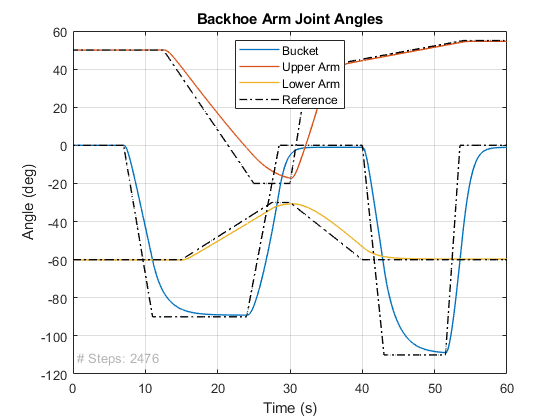 Backhoe Arm Joint Angles
60
40
20
0
-20
-40
-60
-80
-100
-120
Angle (deg)
Bucket
Upper Arm
Lower Arm
Reference
# Steps: 2476
0 10 20 30 40 50 60
Time (s)